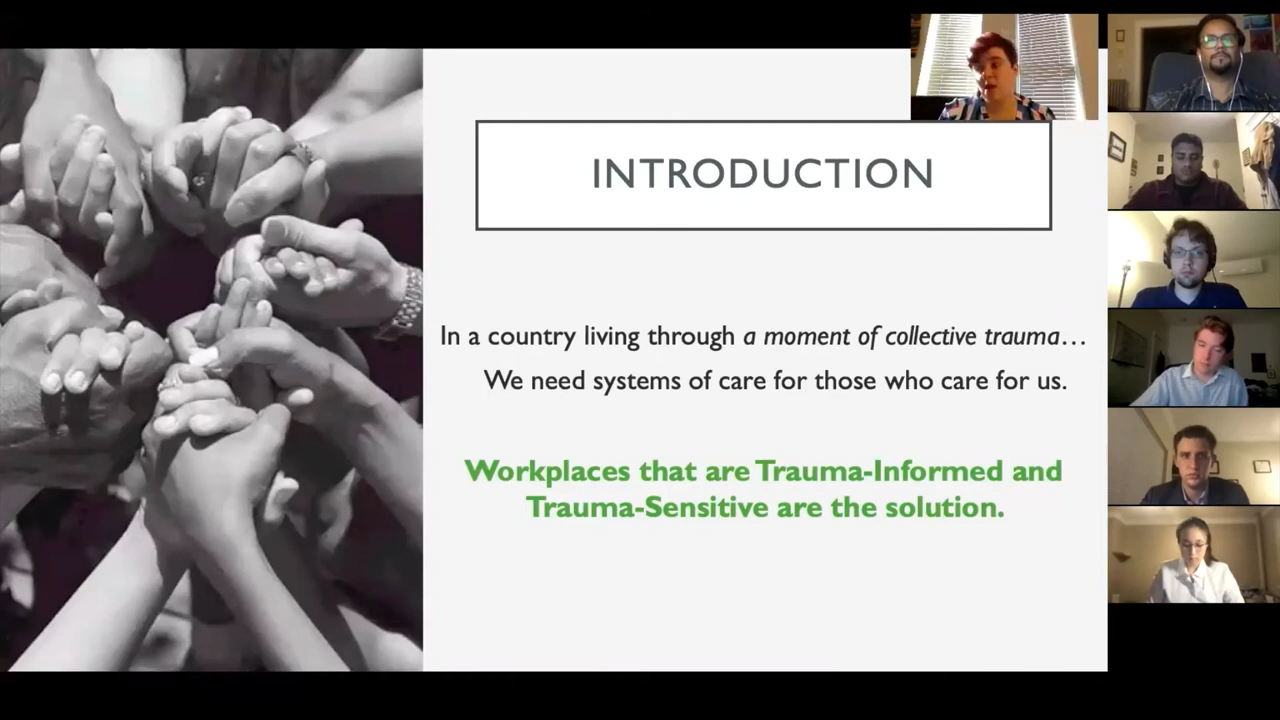 INTRODUCTION
In a country living through a moment of collective trauma…
We need systems of care for those who care for us.
Workplaces that are Trauma-Informed and
Trauma-Sensitive are the solution.